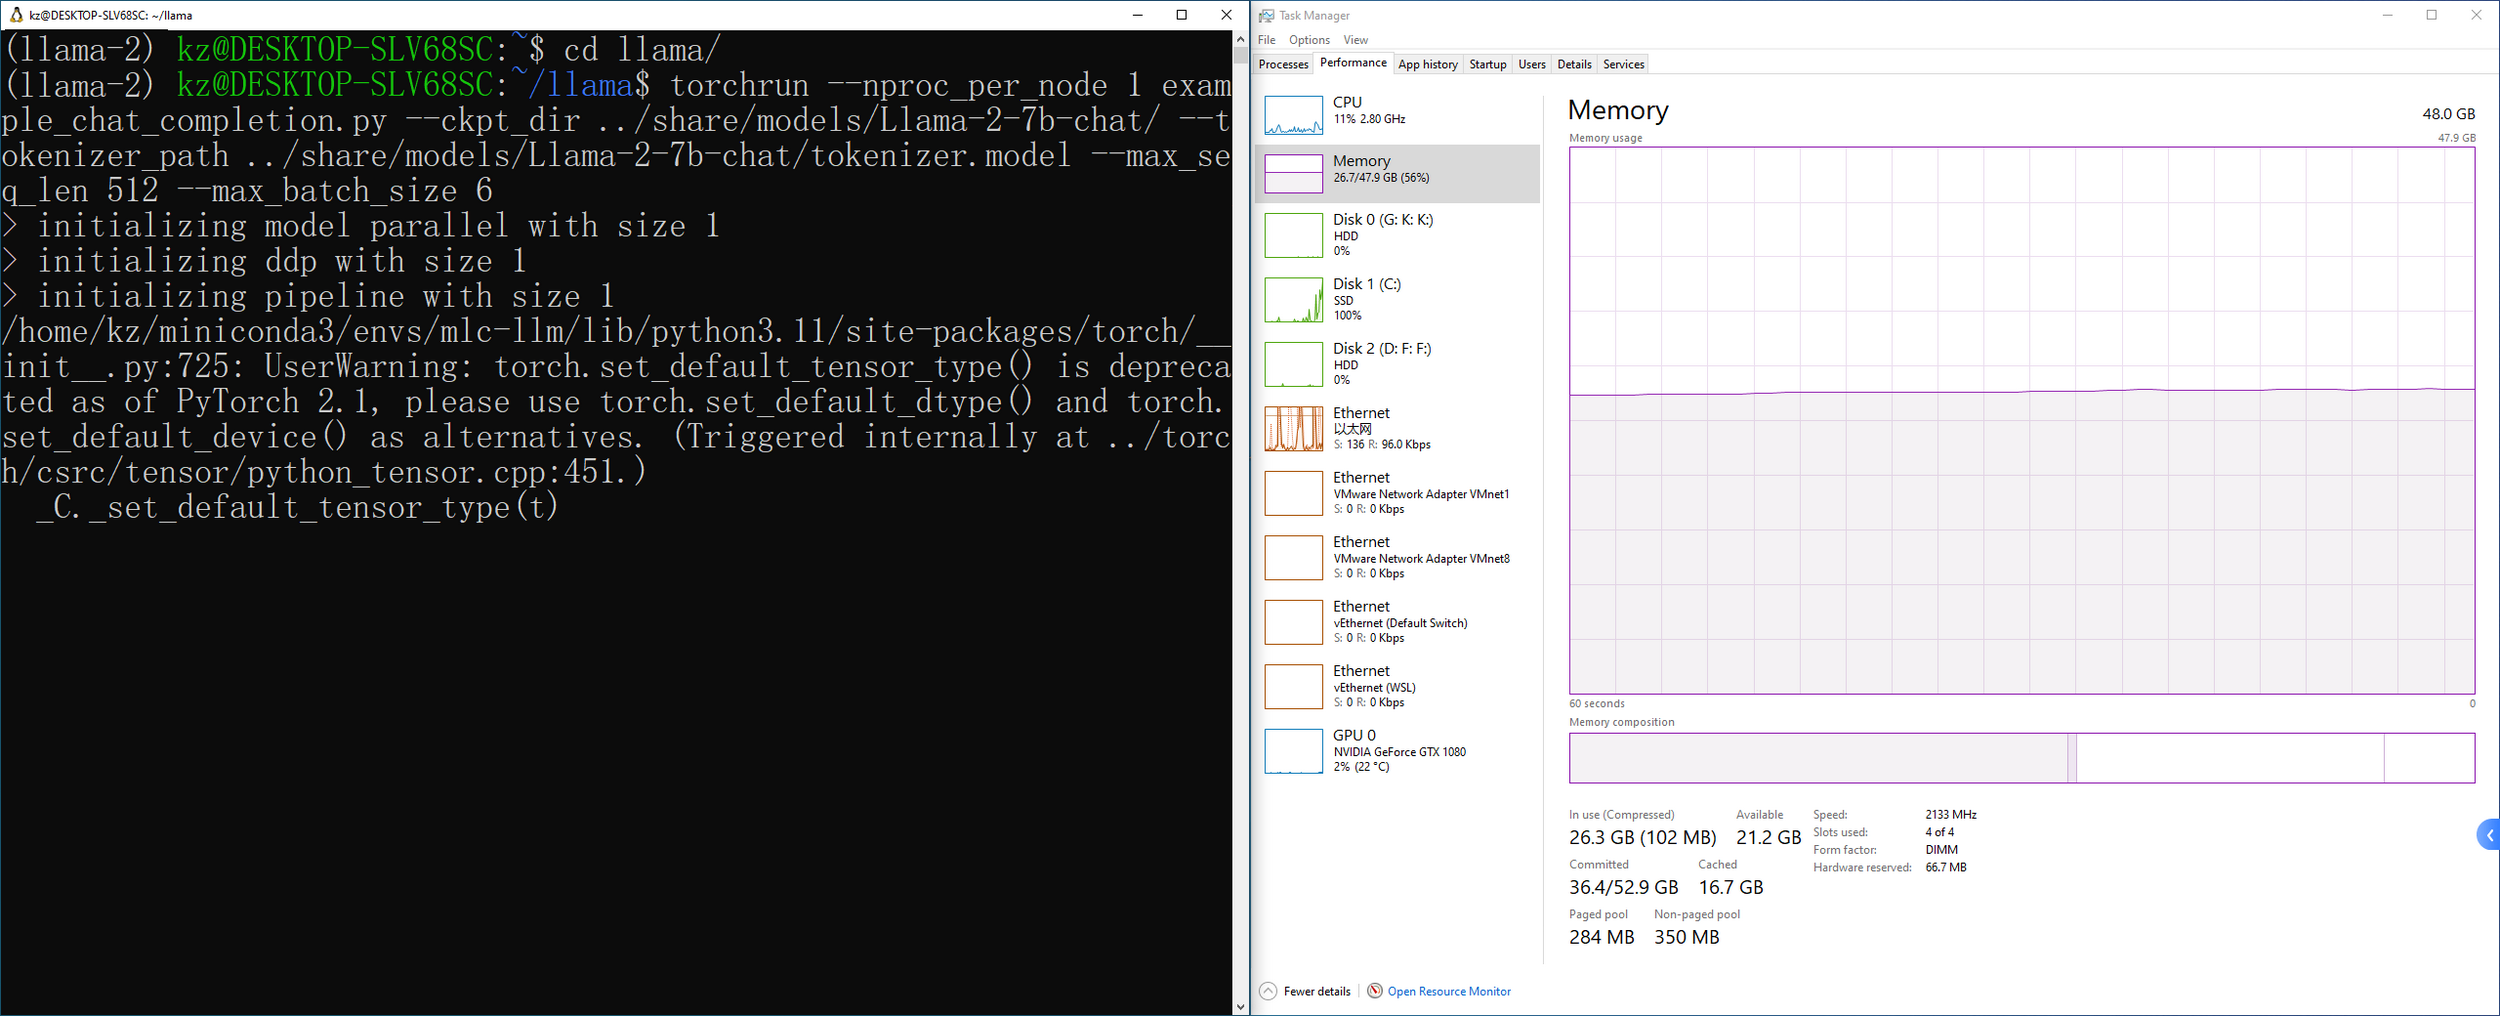 kz@DESKTOP-SLV68SC: ~/llama
(llama-2) kz@DESKTOP-SLV68SC:~$ cd llama/
(llama-2) kz@DESKTOP-SLV68SC:~/llama$ torchrun --nproc_per_node 1 exam
ple_chat_completion.py --ckpt_dir ../share/models/Llama-2-7b-chat/ --t
okenizer_path ../share/models/Llama-2-7b-chat/tokenizer.model --max_se
q_len 512 --max_batch_size 6
> initializing model parallel with size 1
> initializing ddp with size 1
> initializing pipeline with size 1
/home/kz/miniconda3/envs/mlc-llm/lib/python3.11/site-packages/torch/__
init__.py:725: UserWarning: torch.set_default_tensor_type() is depreca
ted as of PyTorch 2.1, please use torch.set_default_dtype() and torch.
set_default_device() as alternatives. (Triggered internally at ../torc
h/csrc/tensor/python_tensor.cpp:451.)
  _C._set_default_tensor_type(t)
Task Manager
File Options View
Processes Performance App history Startup Users Details Services
CPU
11% 2.80 GHz
Memory
26.7/47.9 GB (56%)
Disk 0 (G: K: K:)
HDD
0%
Disk 1 (C:)
SSD
100%
Disk 2 (D: F: F:)
HDD
0%
Ethernet
以太网
S: 136 R: 96.0 Kbps
Ethernet
VMware Network Adapter VMnet1
S: 0 R: 0 Kbps
Ethernet
VMware Network Adapter VMnet8
S: 0 R: 0 Kbps
Ethernet
vEthernet (Default Switch)
S: 0 R: 0 Kbps
Ethernet
vEthernet (WSL)
S: 0 R: 0 Kbps
GPU 0
NVIDIA GeForce GTX 1080
2% (22 °C)
Memory 48.0 GB
Memory usage 47.9 GB
60 seconds 0
Memory composition
In use (Compressed) Available
26.3 GB (102 MB) 21.2 GB
Committed Cached
36.4/52.9 GB 16.7 GB
Paged pool Non-paged pool
284 MB 350 MB
Speed: 2133 MHz
Slots used: 4 of 4
Form factor: DIMM
Hardware reserved: 66.7 MB
Fewer details Open Resource Monitor